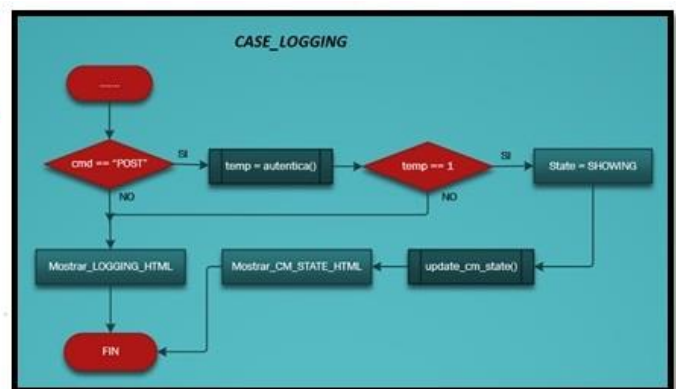 CASE_LOGGING
........
cmd == "POST"
SI
temp = autentica()
temp == 1
SI
State = SHOWING
NO
NO
Mostrar_LOGGING_HTML
Mostrar_CM_STATE_HTML
update_cm_state()
FIN